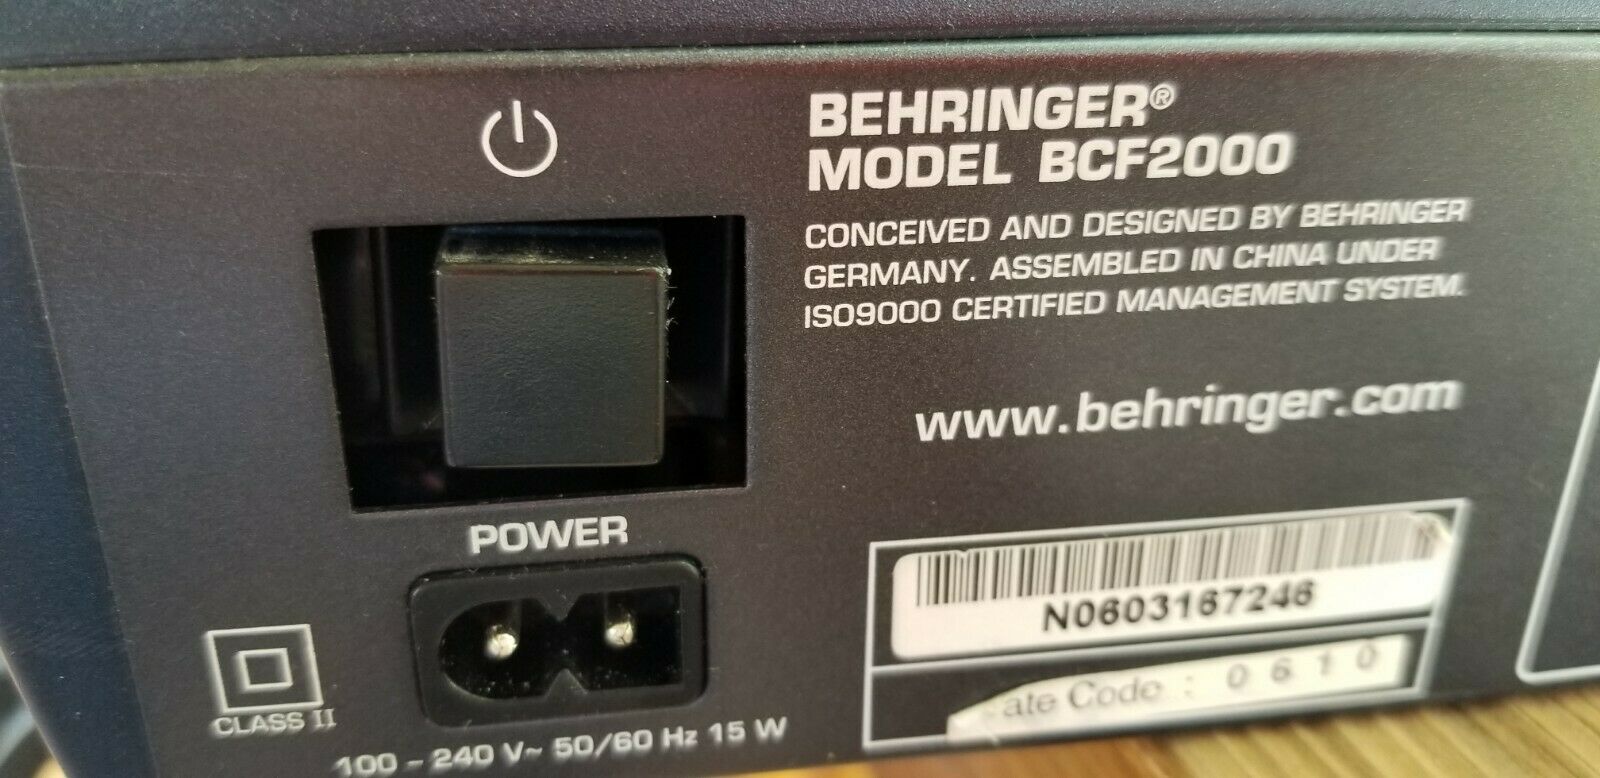 BEHRINGER®
MODEL BCF2000
CONCEIVED AND DESIGNED BY BEHRINGER
GERMANY. ASSEMBLED IN CHINA UNDER
ISO9000 CERTIFIED MANAGEMENT SYSTEM.
www.behringer.com
POWER
N0603167246
ate Code : 0610
CLASS II
100 - 240 V~ 50/60 Hz 15 W